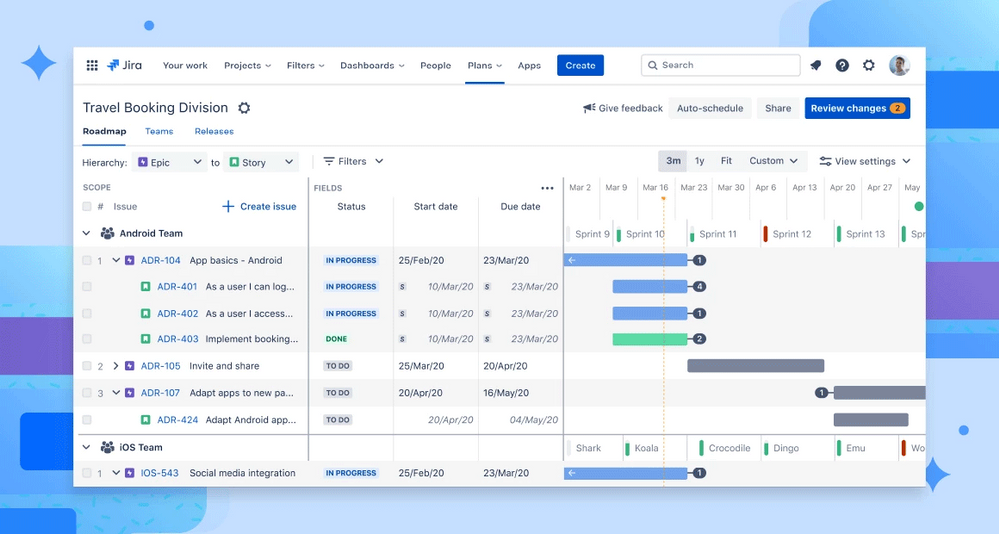 Jira Your work Projects Filters Dashboards People Plans Apps Create Search
Travel Booking Division Give feedback Auto-schedule Share Review changes 2
Roadmap Teams Releases
Hierarchy: Epic to Story Filters 3m 1y Fit Custom View settings
SCOPE FIELDS ••• Mar 2 Mar 9 Mar 16 Mar 23 Mar 30 Apr 6 Apr 13 Apr 20 Apr 27 May
# Issue + Create issue Status Start date Due date
Android Team Sprint 9 Sprint 10 Sprint 11 Sprint 12 Sprint 13 Spr
1 ADR-104 App basics - Android IN PROGRESS 25/Feb/20 23/Mar/20 1
ADR-401 As a user I can log... IN PROGRESS S 10/Mar/20 S 23/Mar/20 4
ADR-402 As a user I access... IN PROGRESS S 10/Mar/20 S 23/Mar/20 1
ADR-403 Implement booking... DONE S 10/Mar/20 S 23/Mar/20 2
2 ADR-105 Invite and share TO DO 25/Mar/20 20/Apr/20
3 ADR-107 Adapt apps to new pa... TO DO 20/Apr/20 16/May/20 1
ADR-424 Adapt Android app... TO DO 20/Apr/20 04/May/20
iOS Team Shark Koala Crocodile Dingo Emu Wo
1 IOS-543 Social media integration IN PROGRESS 25/Feb/20 23/Mar/20 1